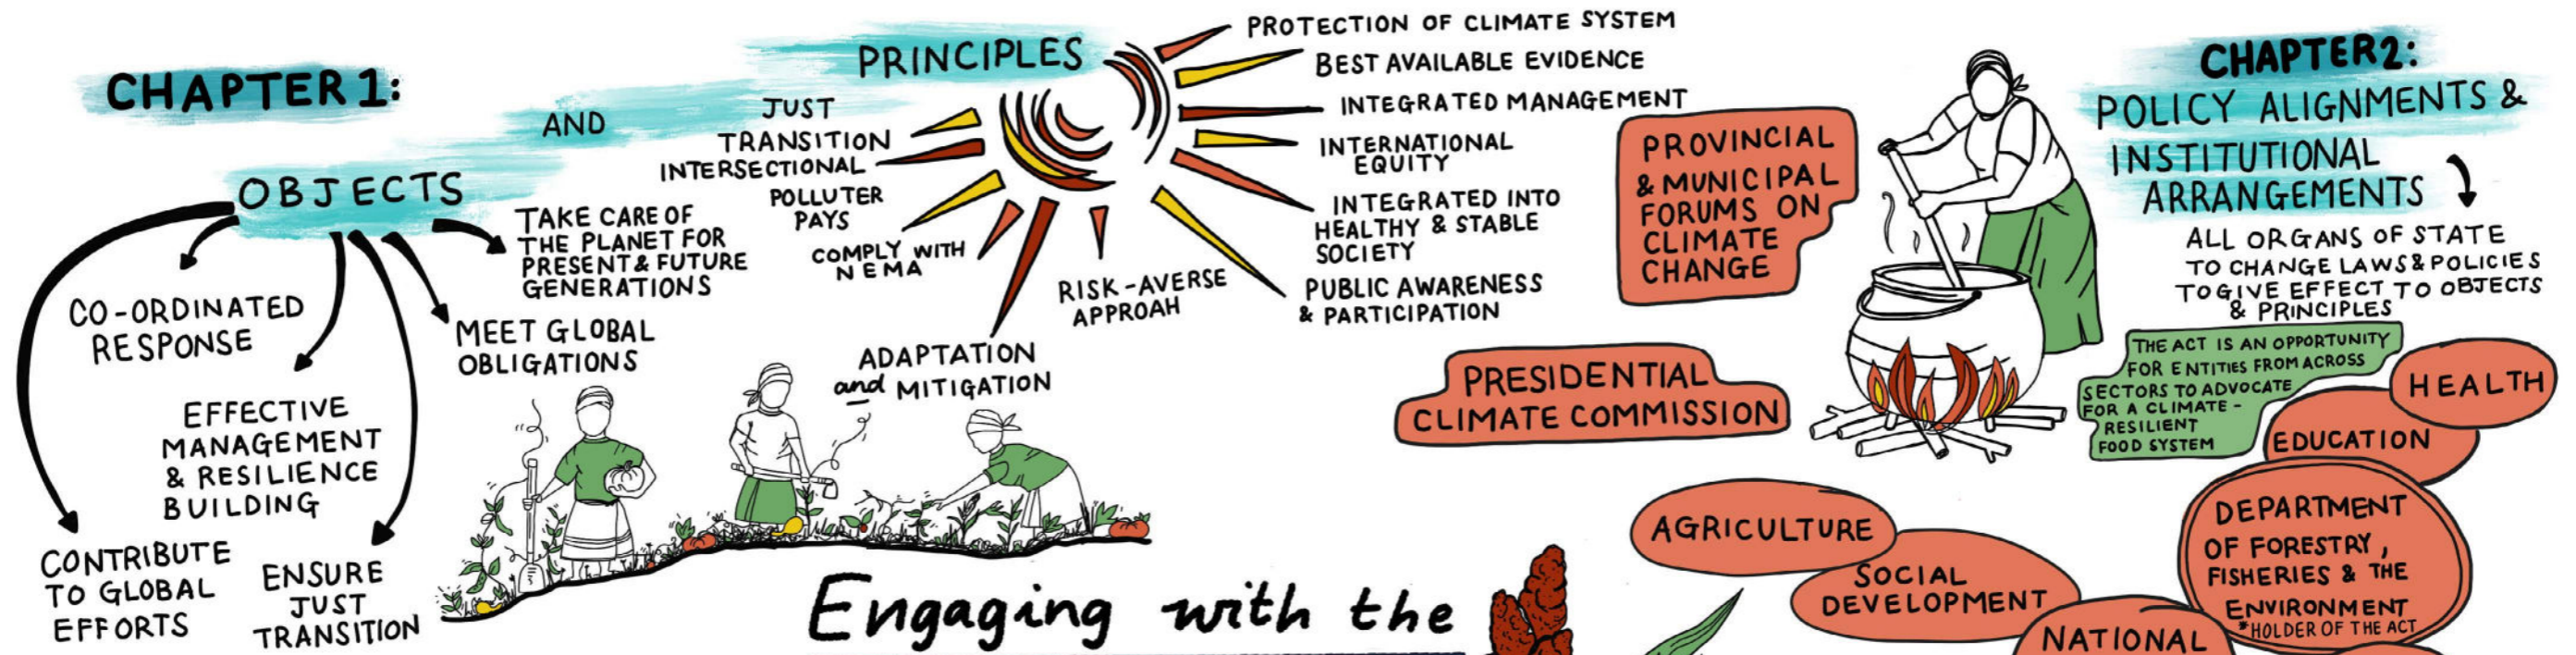 CHAPTER 1:
OBJECTS
AND
PRINCIPLES
CO-ORDINATED
RESPONSE
EFFECTIVE
MANAGEMENT
& RESILIENCE
BUILDING
CONTRIBUTE
TO GLOBAL
EFFORTS
ENSURE
JUST
TRANSITION
MEET GLOBAL
OBLIGATIONS
TAKE CARE OF
THE PLANET FOR
PRESENT & FUTURE
GENERATIONS
JUST
TRANSITION
INTERSECTIONAL
POLLUTER
PAYS
COMPLY WITH
NEMA
ADAPTATION
and MITIGATION
RISK-AVERSE
APPROAH
PROTECTION OF CLIMATE SYSTEM
BEST AVAILABLE EVIDENCE
INTEGRATED MANAGEMENT
INTERNATIONAL
EQUITY
INTEGRATED INTO
HEALTHY & STABLE
SOCIETY
PUBLIC AWARENESS
& PARTICIPATION
PROVINCIAL
& MUNICIPAL
FORUMS ON
CLIMATE
CHANGE
PRESIDENTIAL
CLIMATE COMMISSION
CHAPTER 2:
POLICY ALIGNMENTS &
INSTITUTIONAL
ARRANGEMENTS
ALL ORGANS OF STATE
TO CHANGE LAWS & POLICIES
TO GIVE EFFECT TO OBJECTS
& PRINCIPLES
THE ACT IS AN OPPORTUNITY
FOR ENTITIES FROM ACROSS
SECTORS TO ADVOCATE
FOR A CLIMATE-
RESILIENT
FOOD SYSTEM
HEALTH
EDUCATION
DEPARTMENT
OF FORESTRY,
FISHERIES & THE
ENVIRONMENT
*HOLDER OF THE ACT
AGRICULTURE
SOCIAL
DEVELOPMENT
NATIONAL
Engaging with the